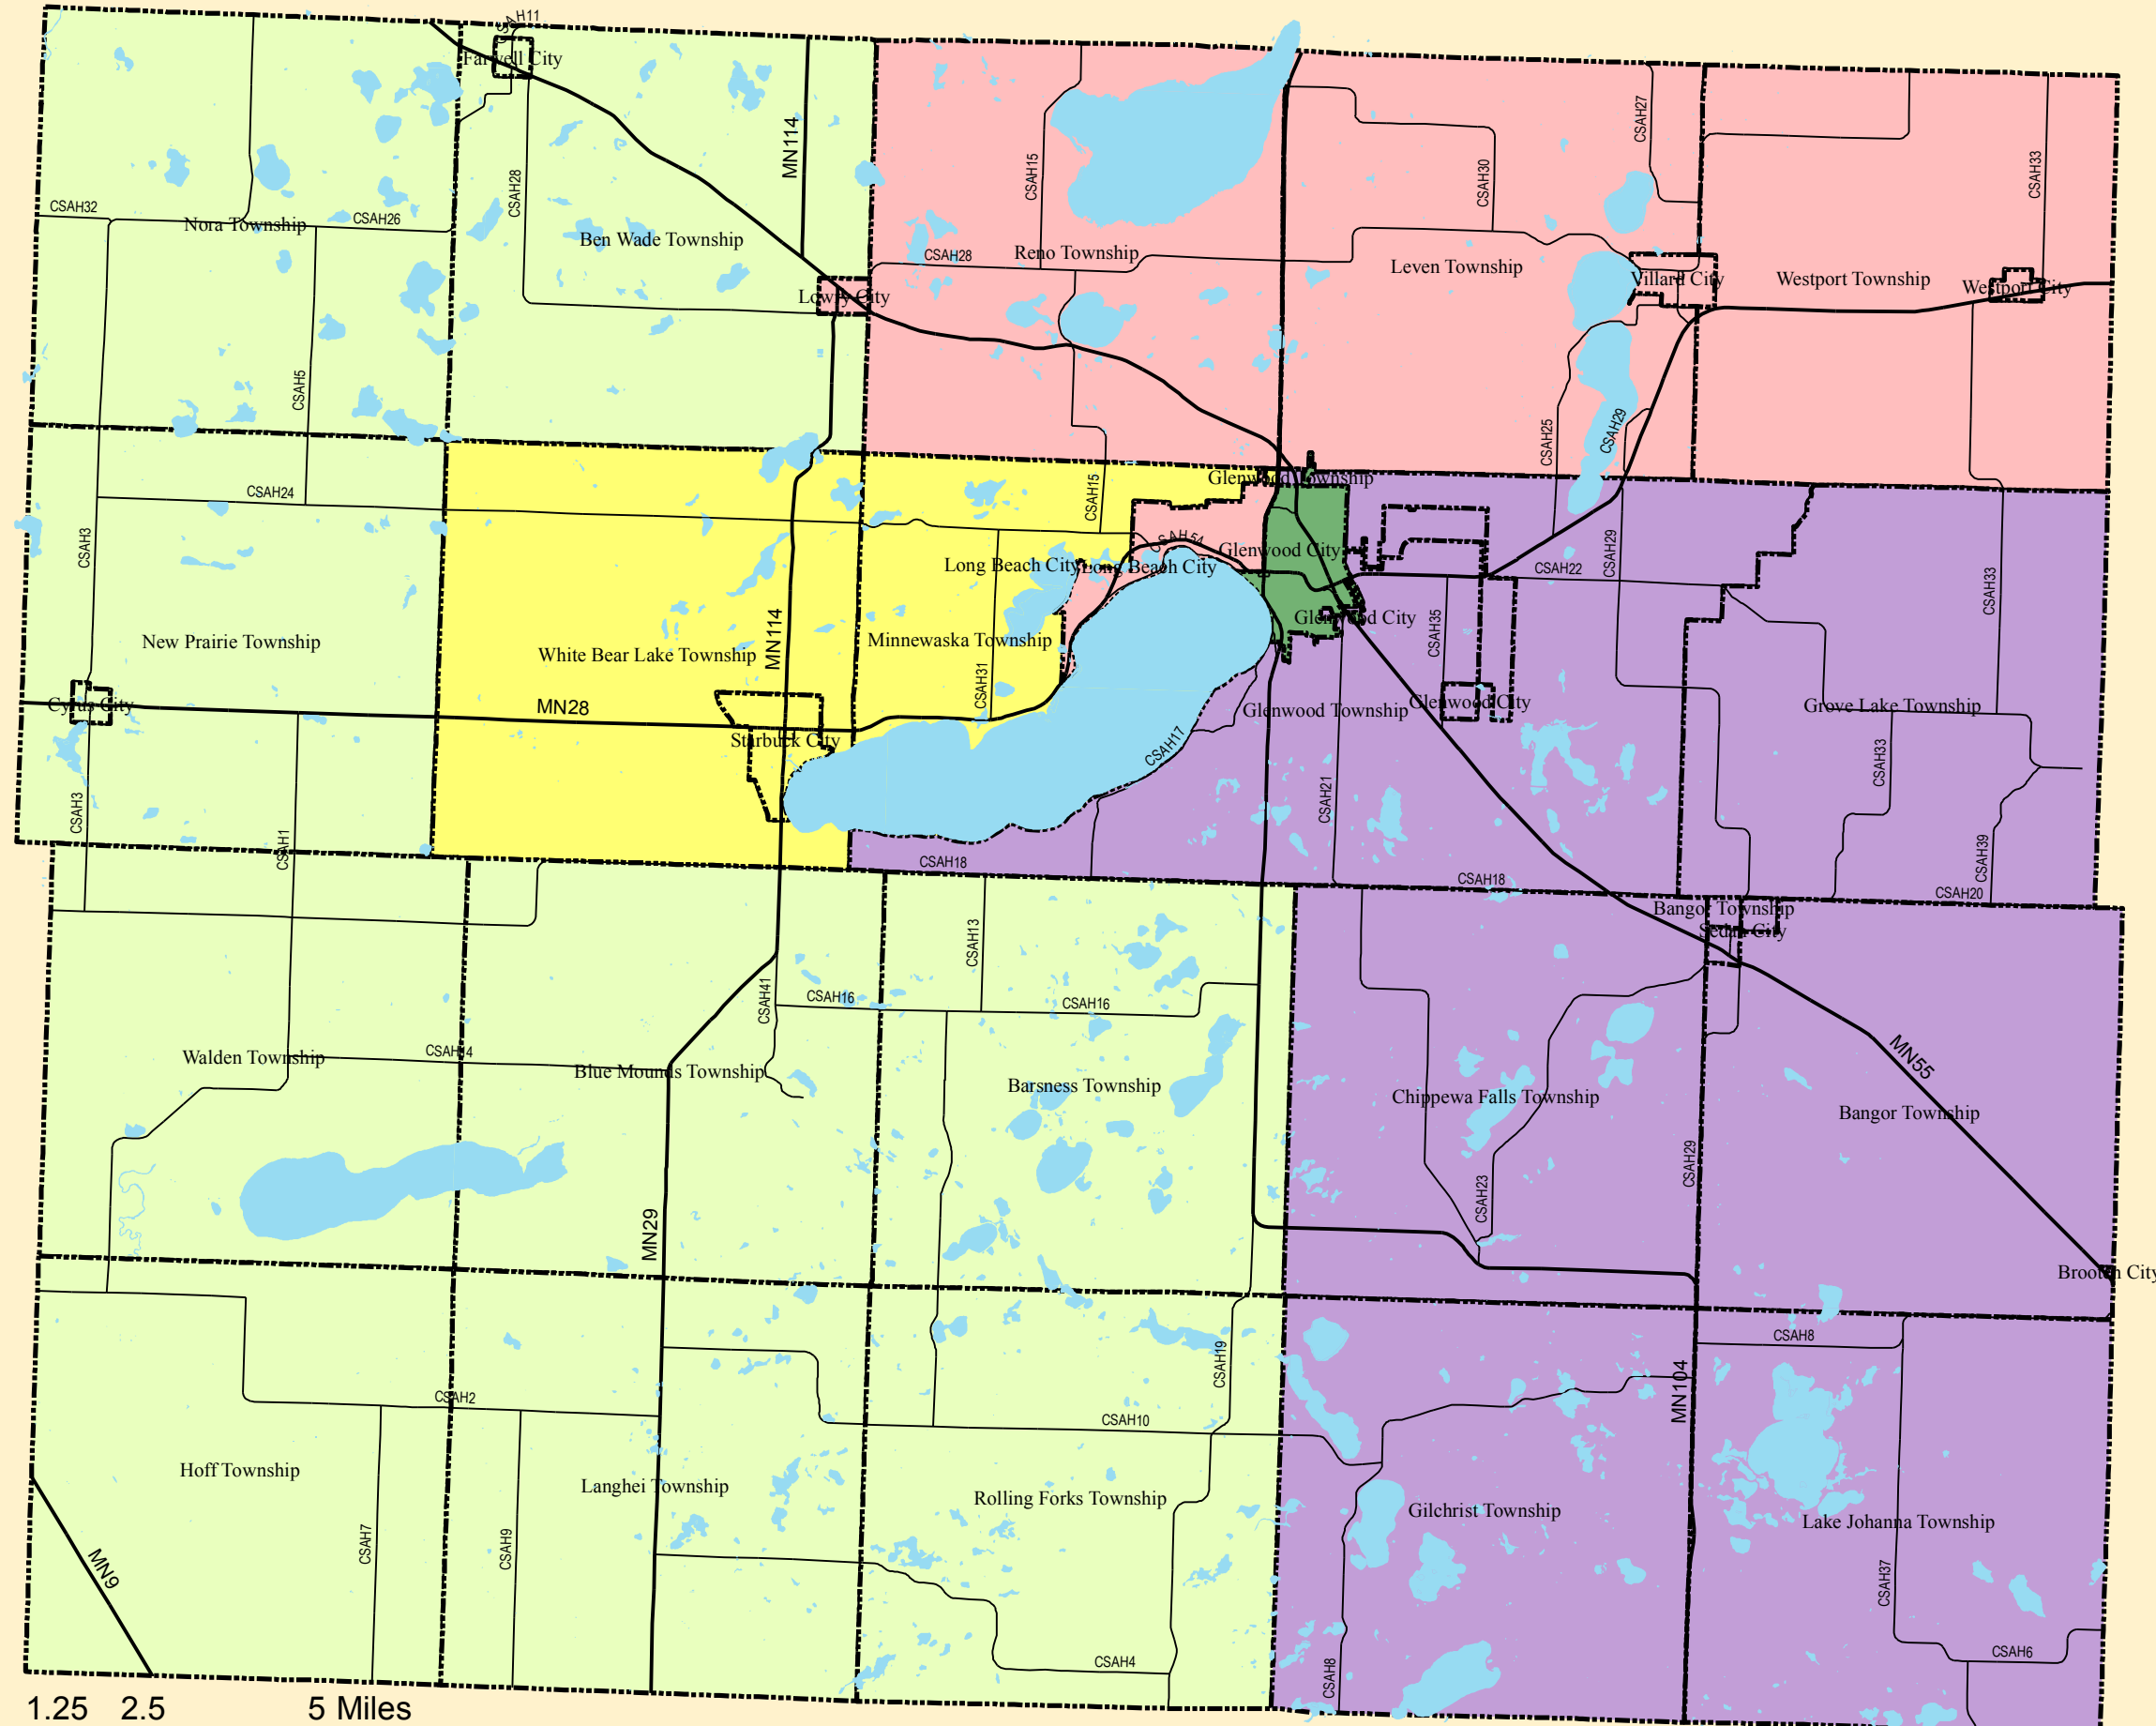 CSAH11
Farwell City
MN114
CSAH27
CSAH15
CSAH30
CSAH33
CSAH28
CSAH32
CSAH26
Nora Township
Ben Wade Township
CSAH28
Reno Township
Leven Township
Villard City
Westport Township
Westport City
Lowry City
CSAH5
CSAH25
CSAH29
Glenwood Township
CSAH24
CSAH15
CSAH3
CSAH54
Glenwood City
CSAH29
CSAH22
CSAH33
Long Beach City
Long Beach City
Glenwood City
CSAH35
New Prairie Township
White Bear Lake Township
MN114
Minnewaska Township
CSAH31
Cyrus City
MN28
Glenwood Township
Glenwood City
Grove Lake Township
Starbuck City
CSAH17
CSAH33
CSAH3
CSAH1
CSAH21
CSAH39
CSAH18
CSAH18
CSAH20
Bangor Township
Sedan City
CSAH13
CSAH41
CSAH16
CSAH16
Walden Township
CSAH14
Blue Mounds Township
Barsness Township
Chippewa Falls Township
MN55
Bangor Township
CSAH29
CSAH23
MN29
Brooten City
CSAH8
CSAH19
MN104
CSAH2
CSAH10
Hoff Township
Langhei Township
Rolling Forks Township
Gilchrist Township
Lake Johanna Township
MN9
CSAH7
CSAH9
CSAH37
CSAH4
CSAH8
CSAH6
1.25 2.5 5 Miles